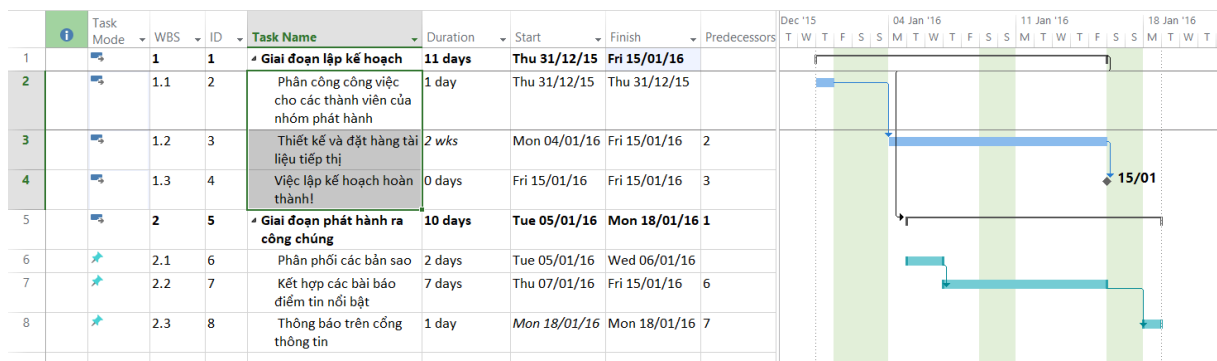 Dec '15 04 Jan '16 11 Jan '16 18 Jan '16
Task Mode WBS ID Task Name Duration Start Finish Predecessors T W T F S S M T W T F S S M T W T F S S M T W T
1 1 1 Giai đoạn lập kế hoạch 11 days Thu 31/12/15 Fri 15/01/16
2 1.1 2 Phân công công việc 1 day Thu 31/12/15 Thu 31/12/15
cho các thành viên của
nhóm phát hành
3 1.2 3 Thiết kế và đặt hàng tài 2 wks Mon 04/01/16 Fri 15/01/16 2
liệu tiếp thị
4 1.3 4 Việc lập kế hoạch hoàn 0 days Fri 15/01/16 Fri 15/01/16 3 15/01
thành!
5 2 5 Giai đoạn phát hành ra 10 days Tue 05/01/16 Mon 18/01/16 1
công chúng
6 2.1 6 Phân phối các bản sao 2 days Tue 05/01/16 Wed 06/01/16
7 2.2 7 Kết hợp các bài báo 7 days Thu 07/01/16 Fri 15/01/16 6
điểm tin nổi bật
8 2.3 8 Thông báo trên cổng 1 day Mon 18/01/16 Mon 18/01/16 7
thông tin